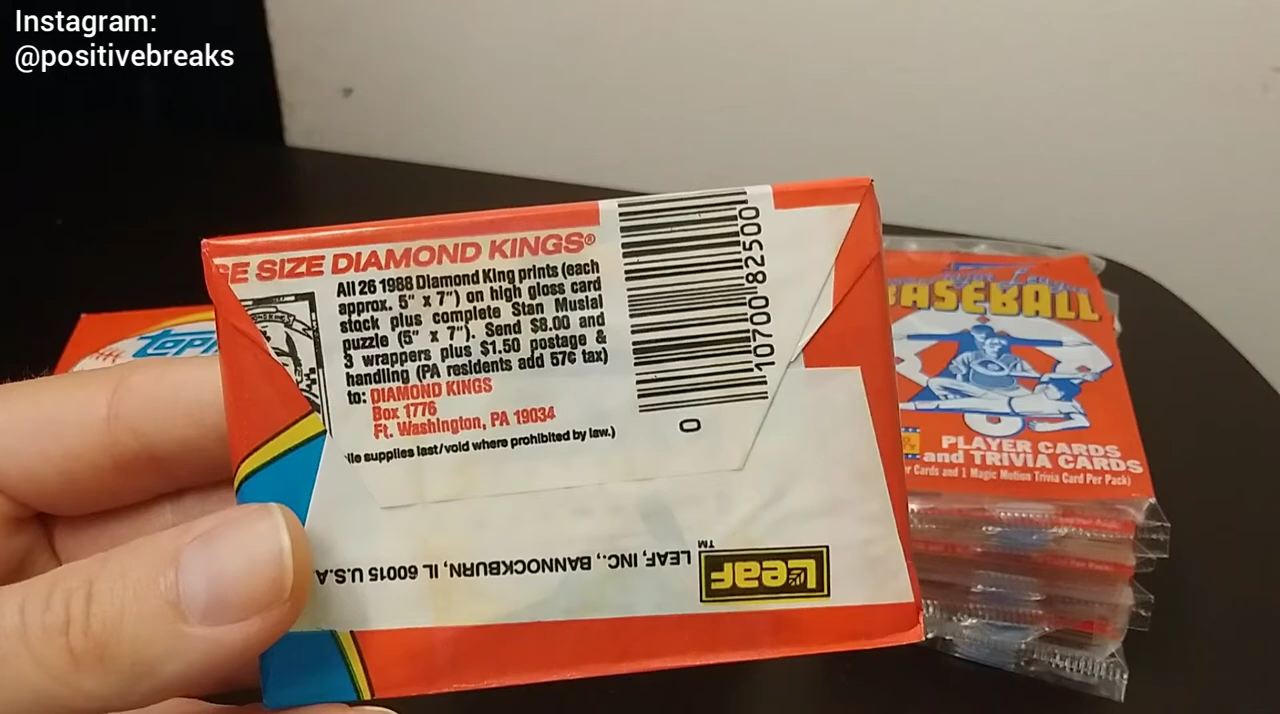 Instagram:
@positivebreaks
SIZE DIAMOND KINGS®
All 26 1988 Diamond King prints (each
approx. 5" x 7") on high gloss card
stock plus complete Stan Musial
puzzle (5" x 7"). Send $8.00 and
3 wrappers plus $1.50 postage &
handling (PA residents add 57¢ tax)
to: DIAMOND KINGS
Box 1776
Ft. Washington, PA 19034
supplies last/void where prohibited by law.)
0 10700 82500
LEAF, INC., BANNOCKBURN, IL 60015 U.S.A.
Leaf TM
Topp
BASEBALL
PLAYER CARDS
and TRIVIA CARDS
Cards and 1 Magic Motion Trivia Card Per Pack)